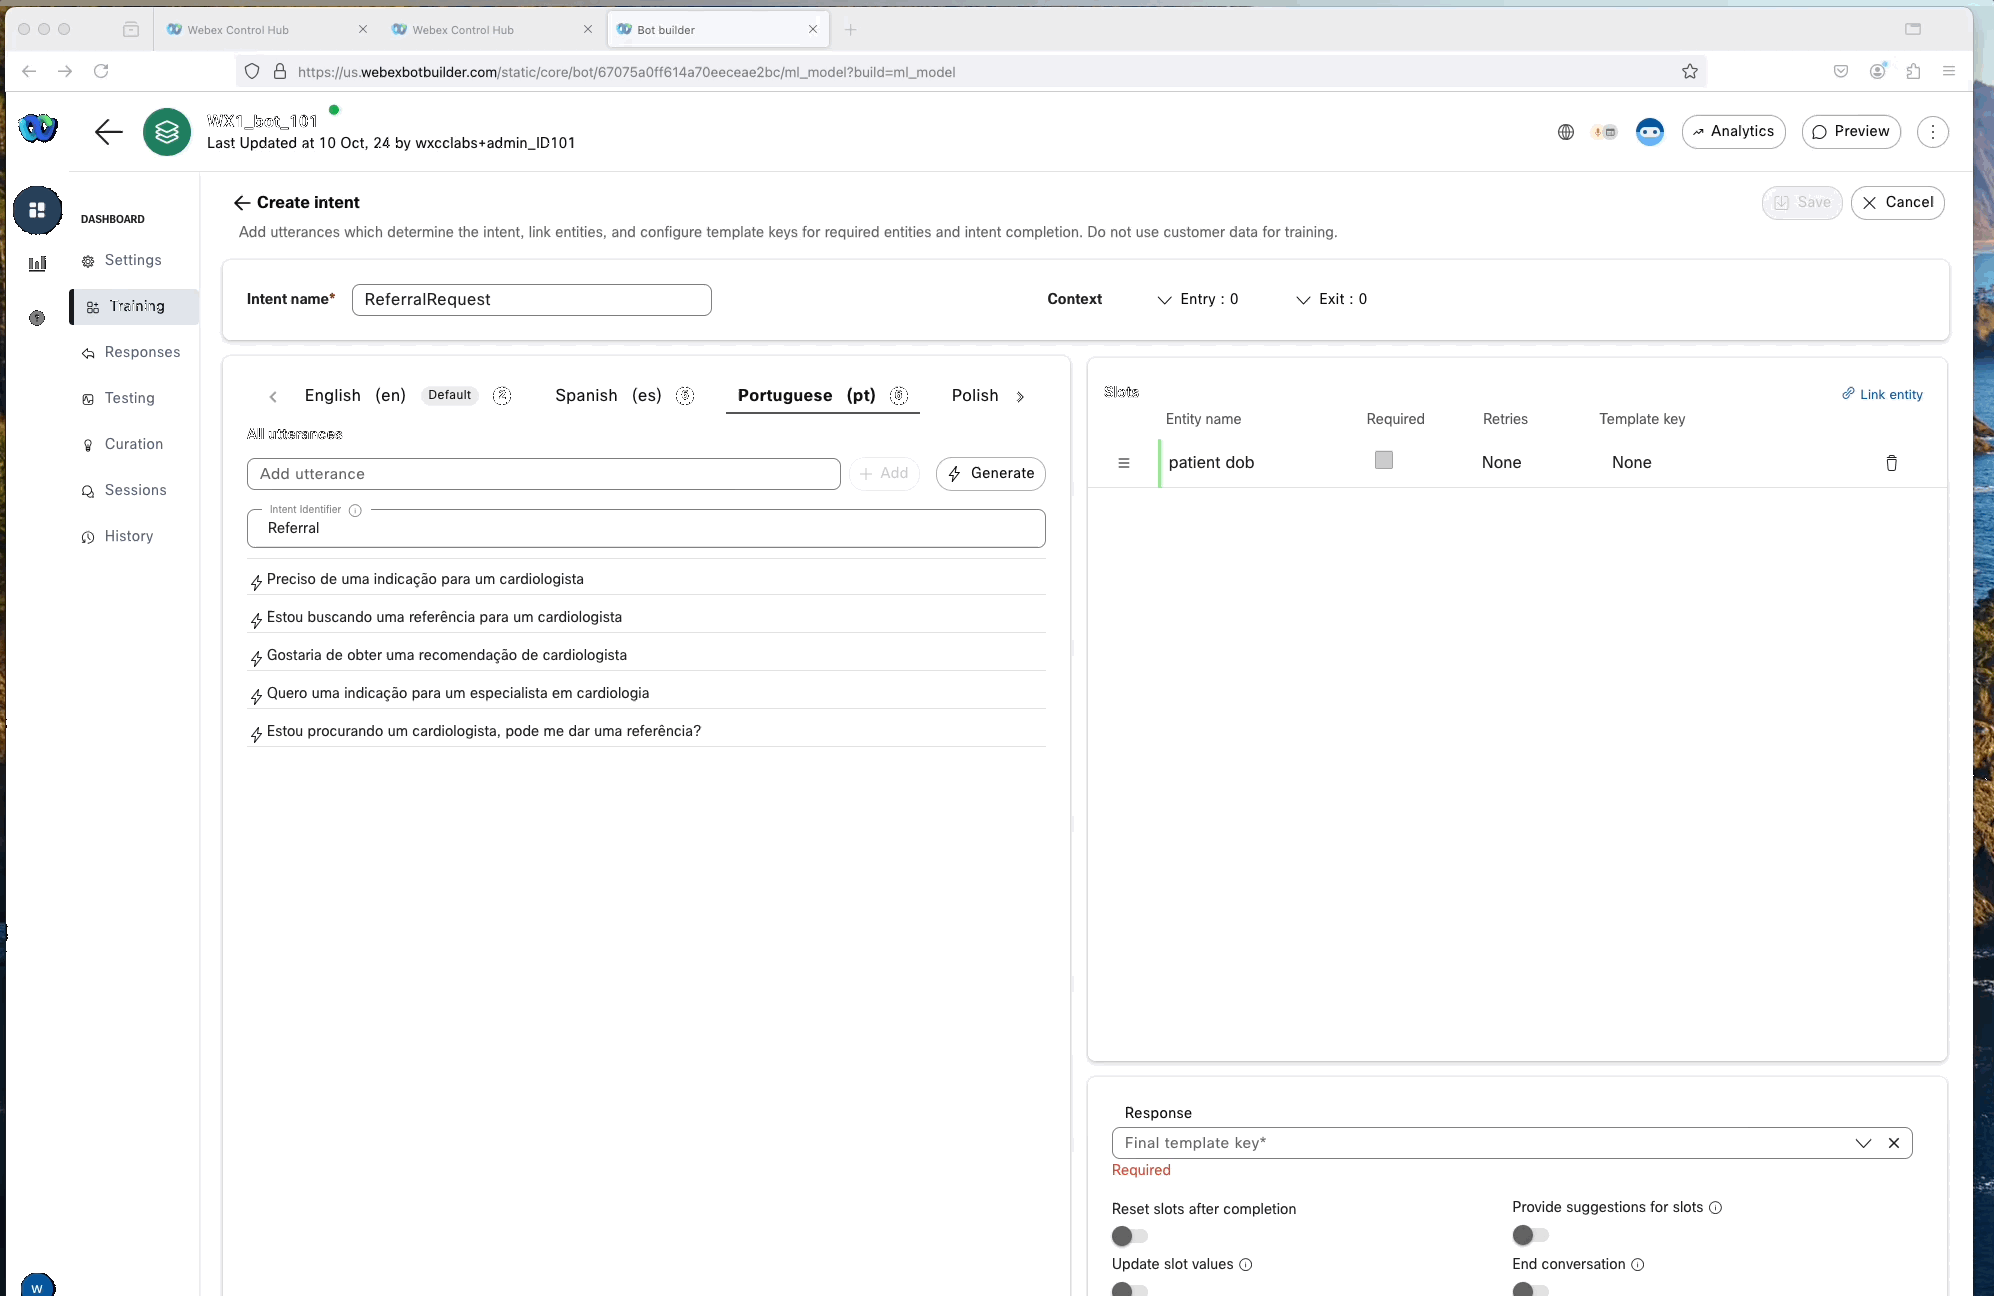 Webex Control Hub
Webex Control Hub
Bot builder
https://us.webexbotbuilder.com/static/core/bot/67075a0ff614a70eeceae2bc/ml_model?build=ml_model
WX1_bot_101
Last Updated at 10 Oct, 24 by wxcclabs+admin_ID101
Analytics
Preview
DASHBOARD
Settings
Training
Responses
Testing
Curation
Sessions
History
W
Create intent
Save
Cancel
Add utterances which determine the intent, link entities, and configure template keys for required entities and intent completion. Do not use customer data for training.
Intent name* ReferralRequest
Context Entry : 0 Exit : 0
English (en) Default Spanish (es) Portuguese (pt) Polish
All utterances
Add utterance
Add
Generate
Intent Identifier
Referral
Preciso de uma indicação para um cardiologista
Estou buscando uma referência para um cardiologista
Gostaria de obter uma recomendação de cardiologista
Quero uma indicação para um especialista em cardiologia
Estou procurando um cardiologista, pode me dar uma referência?
Slots
Link entity
Entity name Required Retries Template key
patient dob None None
Response
Final template key*
Required
Reset slots after completion
Provide suggestions for slots
Update slot values
End conversation